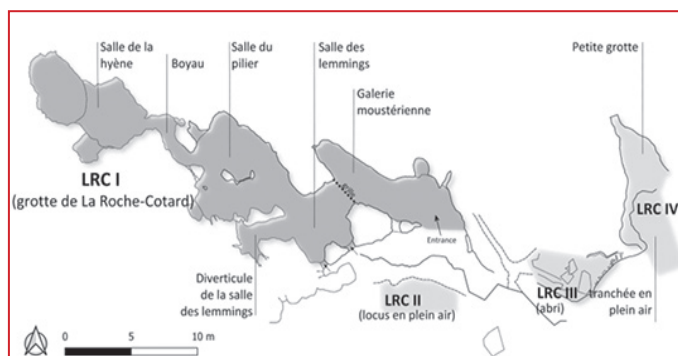 Salle de la
hyène
Boyau
Salle du
pilier
Salle des
lemmings
Petite grotte
Galerie
moustérienne
LRC I
(grotte de La Roche-Cotard)
LRC IV
Entrance
Diverticule
de la salle
des lemmings
LRC II
(locus en plein air)
LRC III
(abri)
tranchée en
plein air
0 5 10 m